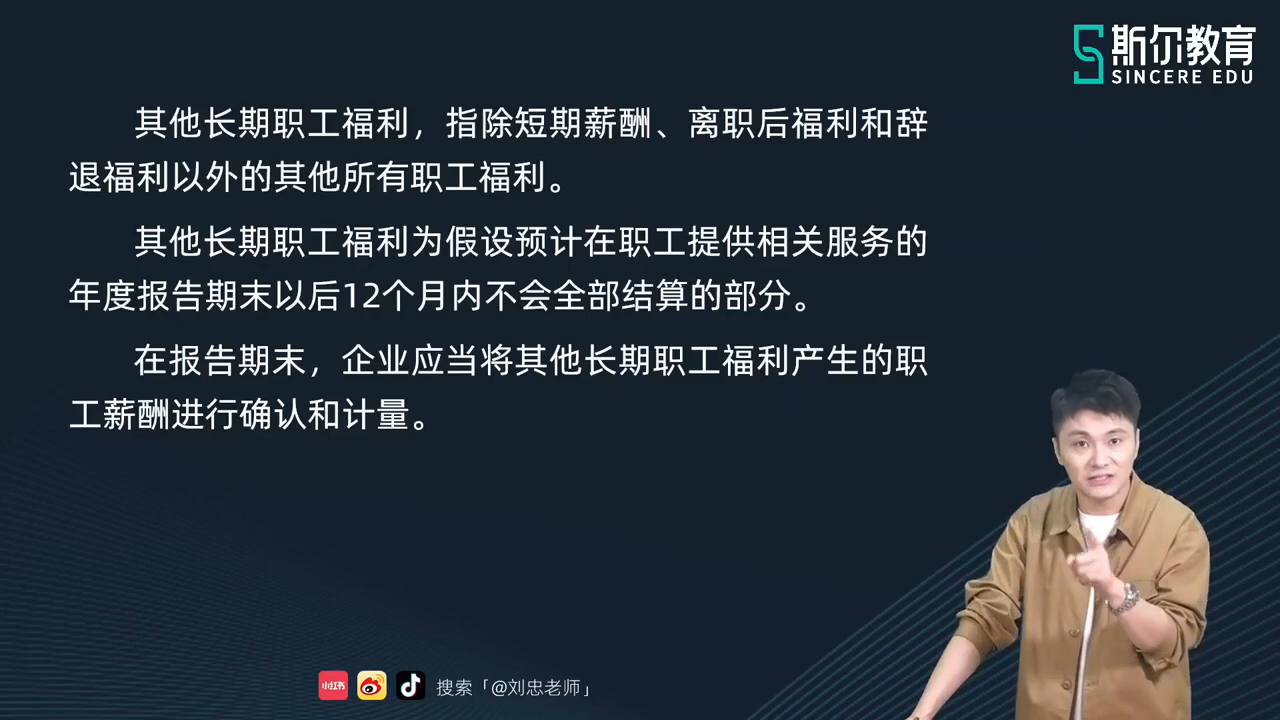 斯尔教育
SINCERE EDU
其他长期职工福利，指除短期薪酬、离职后福利和辞
退福利以外的其他所有职工福利。
其他长期职工福利为假设预计在职工提供相关服务的
年度报告期末以后12个月内不会全部结算的部分。
在报告期末，企业应当将其他长期职工福利产生的职
工薪酬进行确认和计量。
小红书
搜索「@刘忠老师」